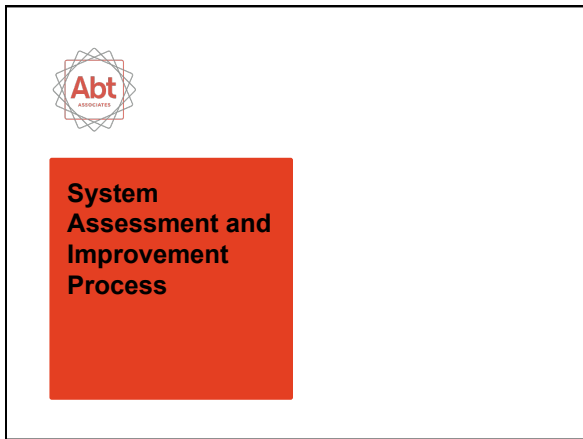 Abt
ASSOCIATES
System
Assessment and
Improvement
Process